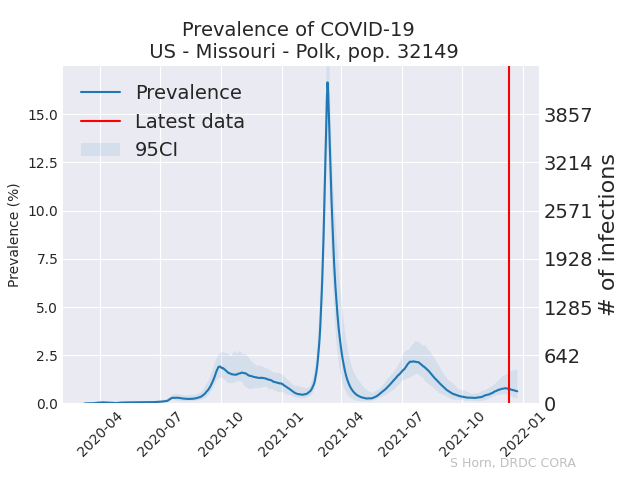 Prevalence of COVID-19
US - Missouri - Polk, pop. 32149
Prevalence
Latest data
95CI
Prevalence (%)
15.0
12.5
10.0
7.5
5.0
2.5
0.0
3857
3214
2571
1928
1285
642
0
# of infections
2020-04
2020-07
2020-10
2021-01
2021-04
2021-07
2021-10
2022-01
S Horn, DRDC CORA